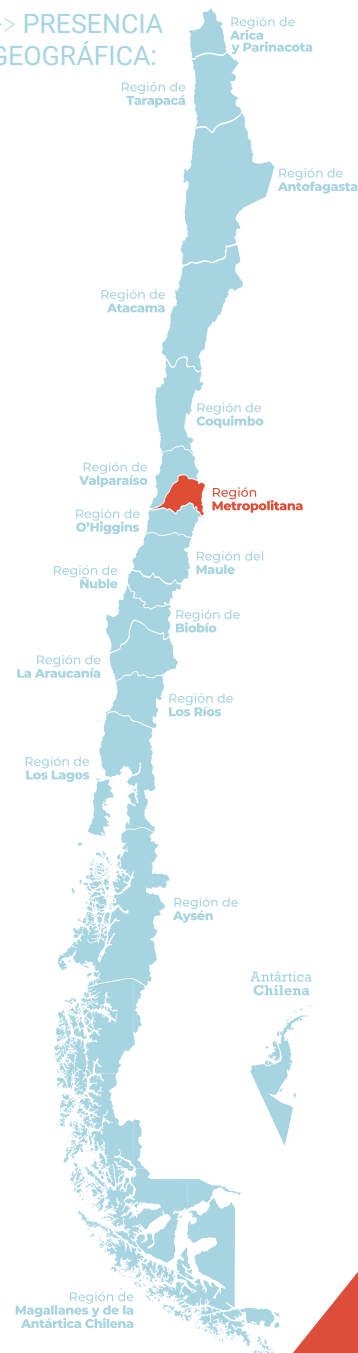 > PRESENCIA
GEOGRÁFICA:
Región de
Arica
y Parinacota
Región de
Tarapacá
Región de
Antofagasta
Región de
Atacama
Región de
Coquimbo
Región de
Valparaíso
Región
Metropolitana
Región de
O'Higgins
Región del
Maule
Región de
Ñuble
Región de
Biobío
Región de
La Araucanía
Región de
Los Ríos
Región de
Los Lagos
Región de
Aysén
Antártica
Chilena
Región de
Magallanes y de la
Antártica Chilena